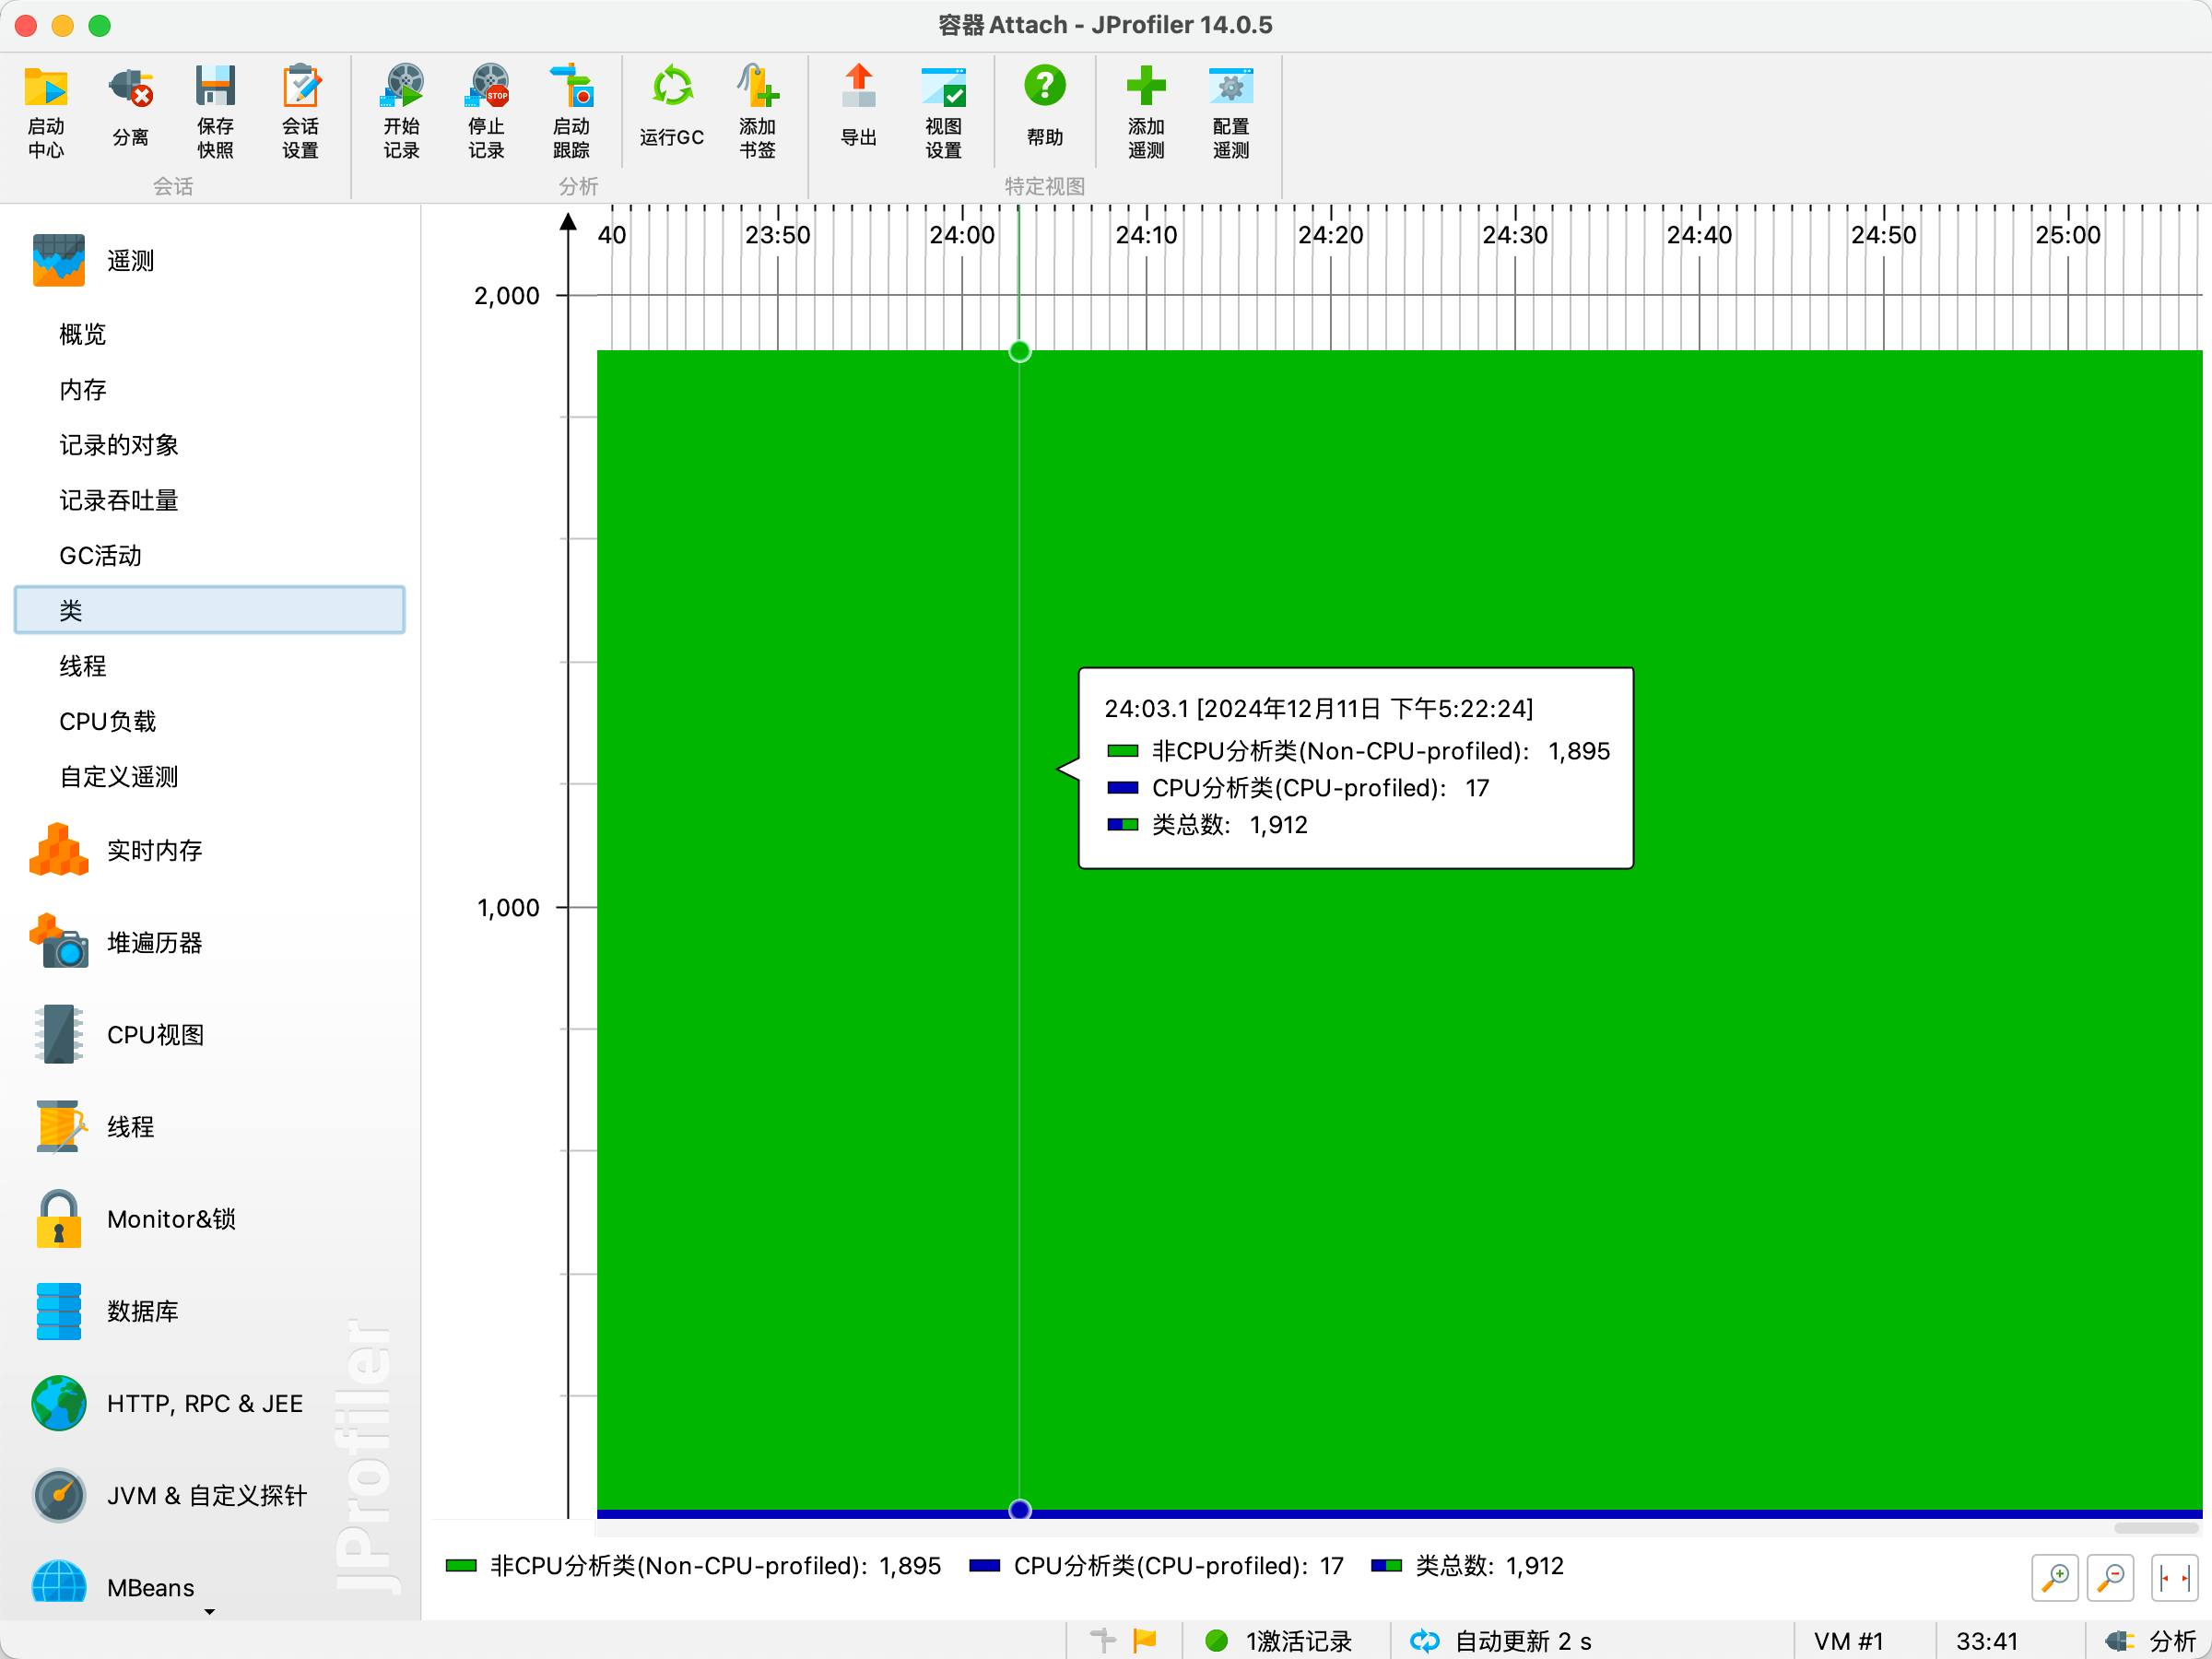 容器 Attach - JProfiler 14.0.5
启动中心
分离
保存快照
会话设置
开始记录
停止记录
启动跟踪
运行GC
添加书签
导出
视图设置
帮助
添加遥测
配置遥测
会话
分析
特定视图
遥测
概览
内存
记录的对象
记录吞吐量
GC活动
类
线程
CPU负载
自定义遥测
实时内存
堆遍历器
CPU视图
线程
Monitor&锁
数据库
HTTP, RPC & JEE
JVM & 自定义探针
MBeans
JProfiler
40 23:50 24:00 24:10 24:20 24:30 24:40 24:50 25:00
2,000
1,000
24:03.1 [2024年12月11日 下午5:22:24]
非CPU分析类(Non-CPU-profiled): 1,895
CPU分析类(CPU-profiled): 17
类总数: 1,912
非CPU分析类(Non-CPU-profiled): 1,895 CPU分析类(CPU-profiled): 17 类总数: 1,912
1激活记录 自动更新 2 s VM #1 33:41 分析